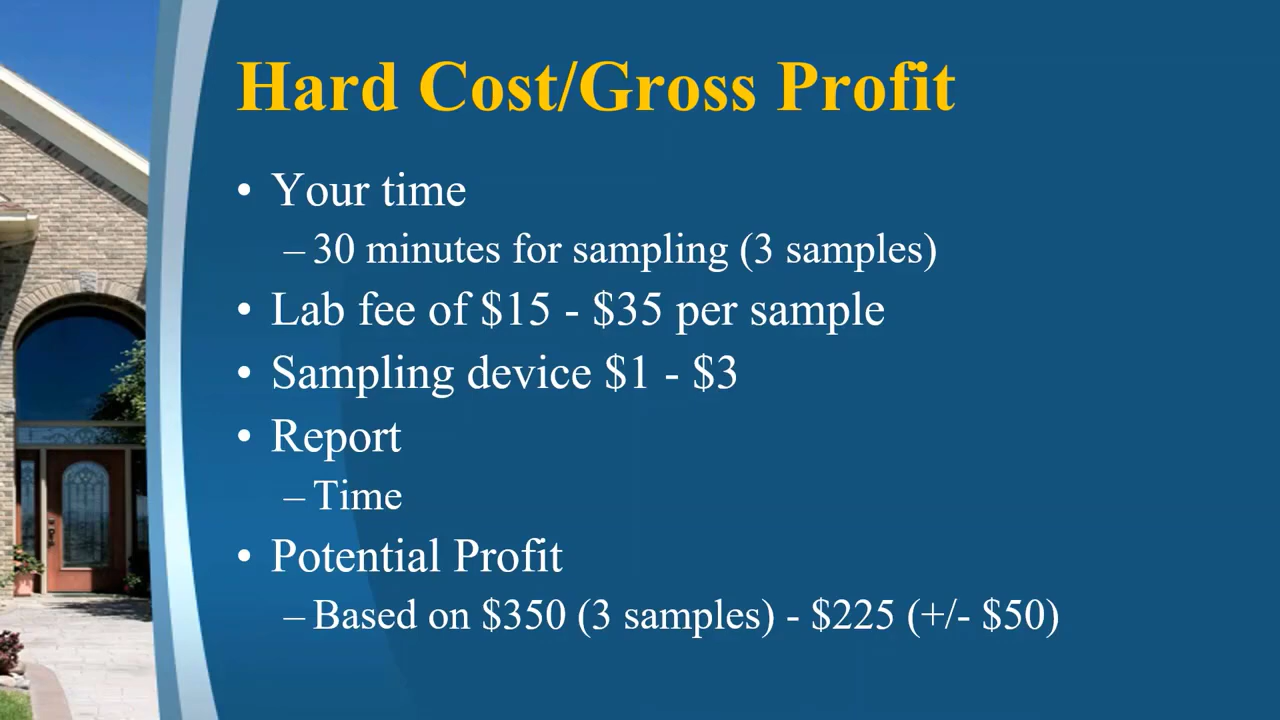 Hard Cost/Gross Profit
• Your time
– 30 minutes for sampling (3 samples)
• Lab fee of $15 - $35 per sample
• Sampling device $1 - $3
• Report
– Time
• Potential Profit
– Based on $350 (3 samples) - $225 (+/- $50)